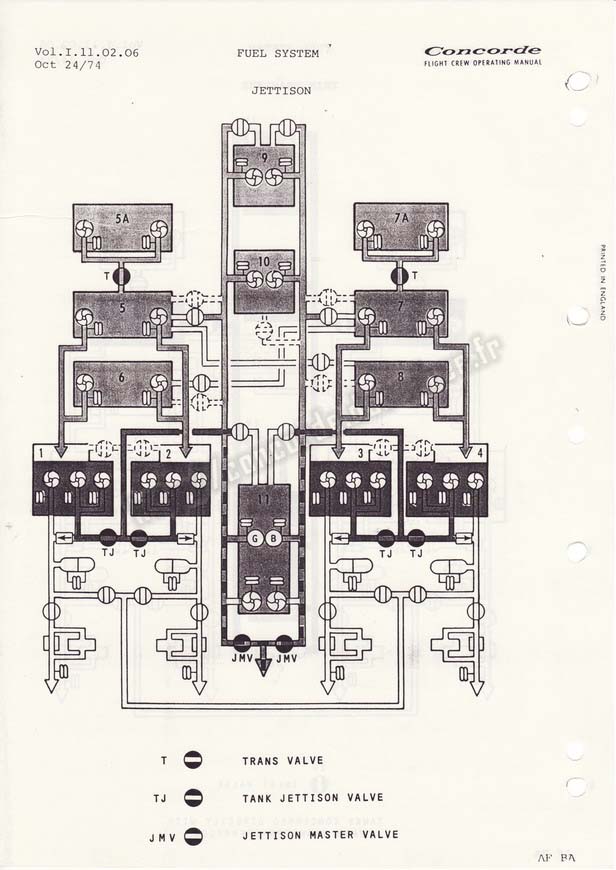 Vol.I.11.02.06
Oct 24/74
FUEL SYSTEM
JETTISON
Concorde
FLIGHT CREW OPERATING MANUAL
9
5A
7A
10
T
T
5
7
6
8
1
2
3
4
11
G B
TJ TJ
TJ TJ
JMV JMV
PRINTED IN ENGLAND
T TRANS VALVE
TJ TANK JETTISON VALVE
JMV JETTISON MASTER VALVE
AF BA